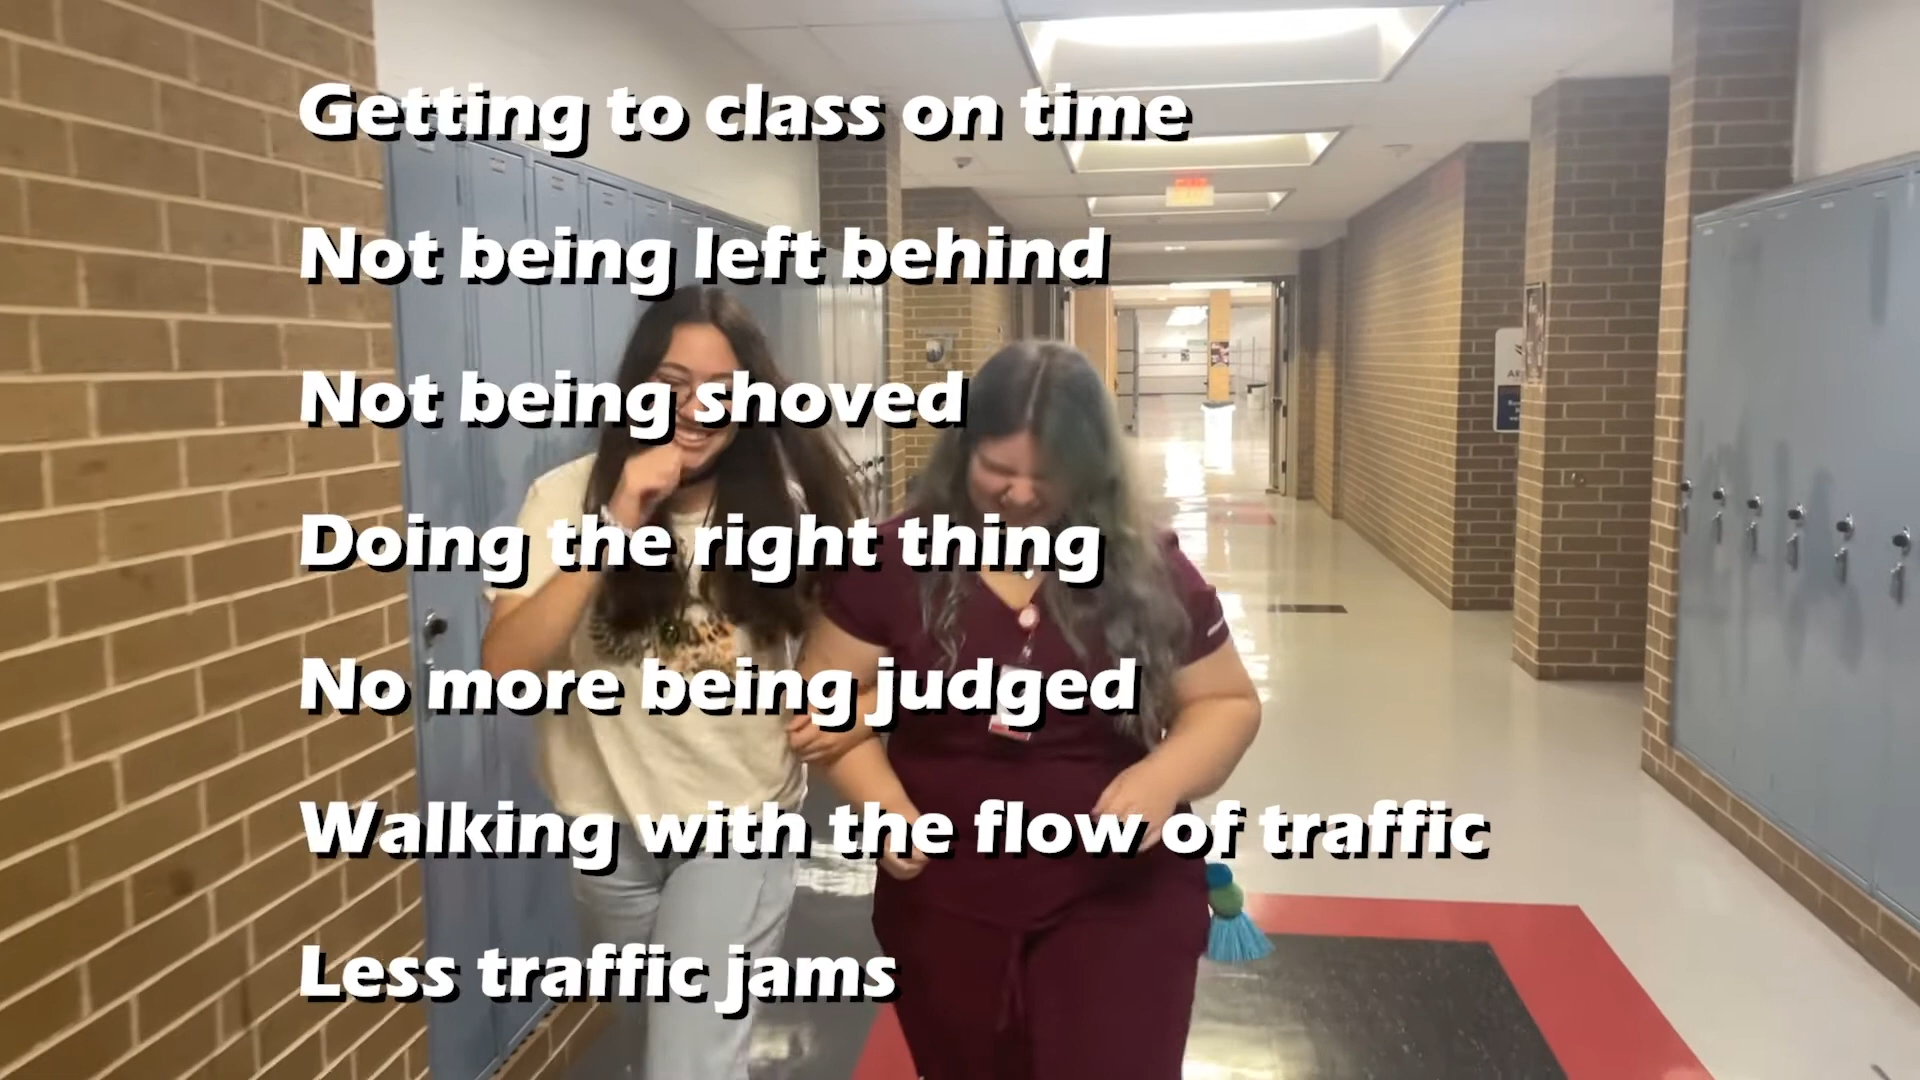 Getting to class on time
Not being left behind
Not being shoved
Doing the right thing
No more being judged
Walking with the flow of traffic
Less traffic jams